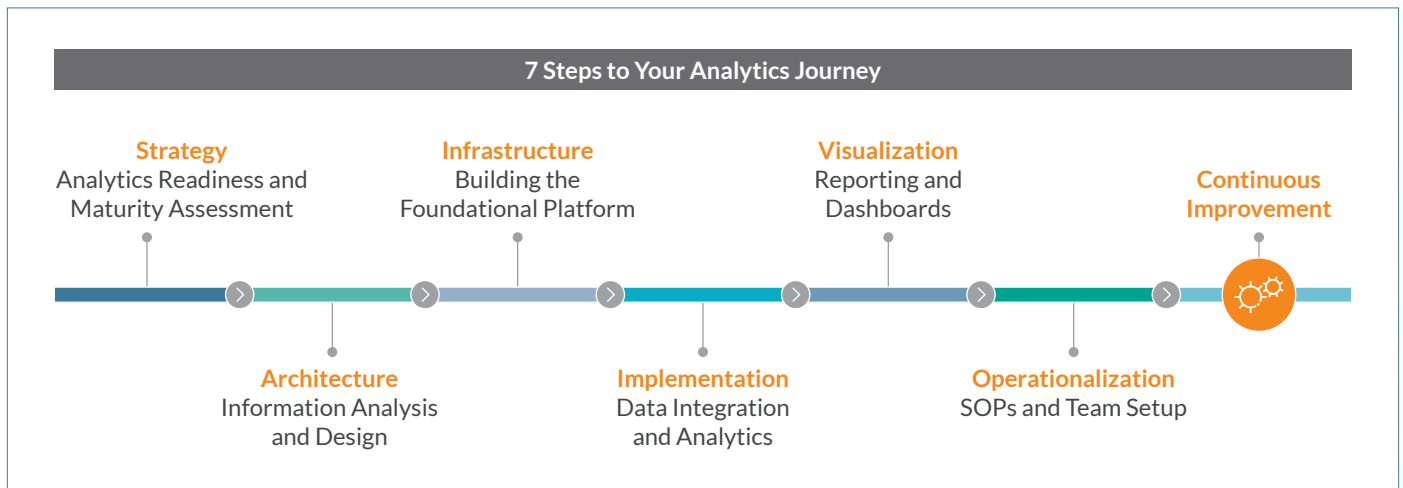 7 Steps to Your Analytics Journey
Strategy
Analytics Readiness and
Maturity Assessment
Architecture
Information Analysis
and Design
Infrastructure
Building the
Foundational Platform
Implementation
Data Integration
and Analytics
Visualization
Reporting and
Dashboards
Operationalization
SOPs and Team Setup
Continuous
Improvement